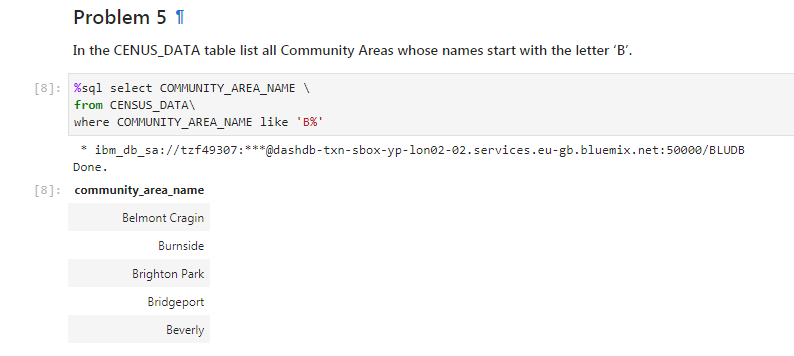 Problem 5 ¶
In the CENUS_DATA table list all Community Areas whose names start with the letter ‘B’.
[8]: %sql select COMMUNITY_AREA_NAME \
from CENSUS_DATA\
where COMMUNITY_AREA_NAME like 'B%'
* ibm_db_sa://tzf49307:***@dashdb-txn-sbox-yp-lon02-02.services.eu-gb.bluemix.net:50000/BLUDB
Done.
[8]: community_area_name
Belmont Cragin
Burnside
Brighton Park
Bridgeport
Beverly